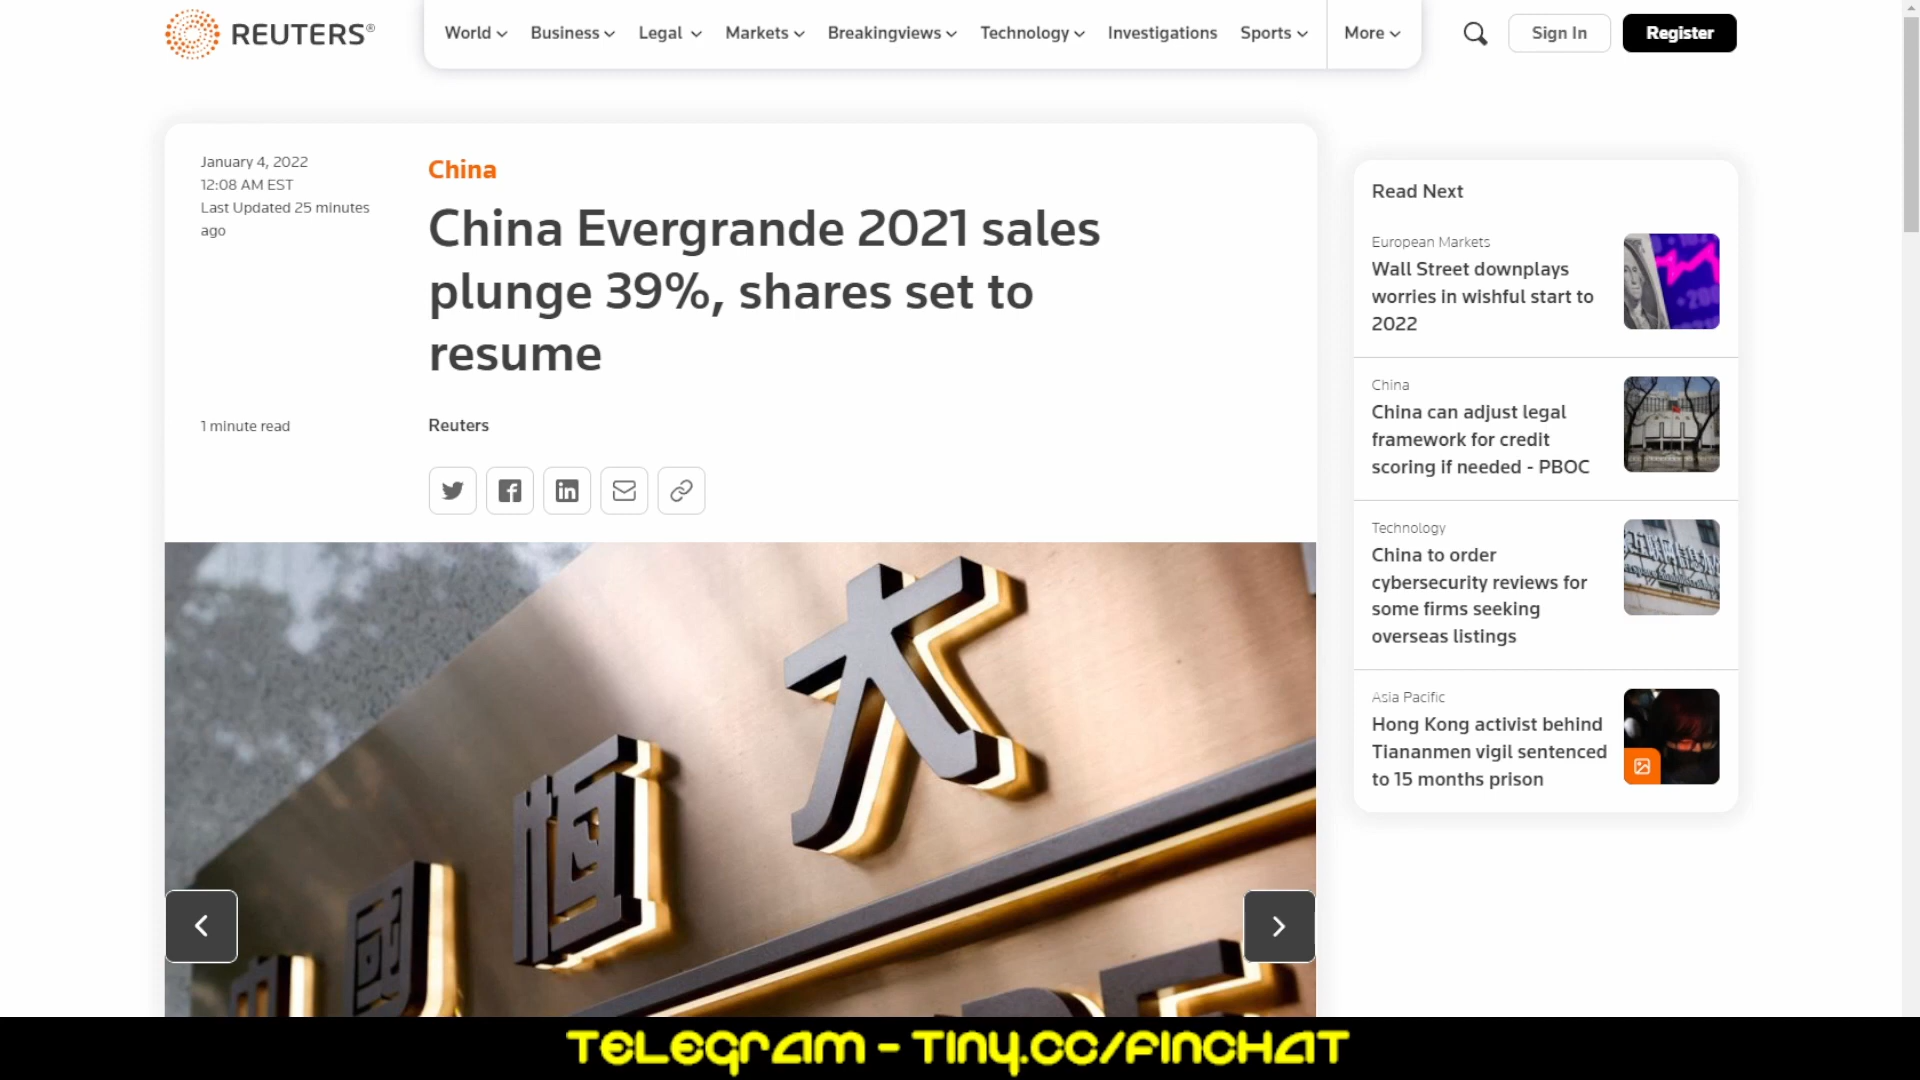 REUTERS®
World
Business
Legal
Markets
Breakingviews
Technology
Investigations
Sports
More
Sign In
Register
January 4, 2022
12:08 AM EST
Last Updated 25 minutes
ago
China
China Evergrande 2021 sales
plunge 39%, shares set to
resume
1 minute read
Reuters
大
恒
國
中
Read Next
European Markets
Wall Street downplays
worries in wishful start to
2022
China
China can adjust legal
framework for credit
scoring if needed - PBOC
Technology
China to order
cybersecurity reviews for
some firms seeking
overseas listings
Asia Pacific
Hong Kong activist behind
Tiananmen vigil sentenced
to 15 months prison
TELEGRAM - TINY.CC/FINCHAT